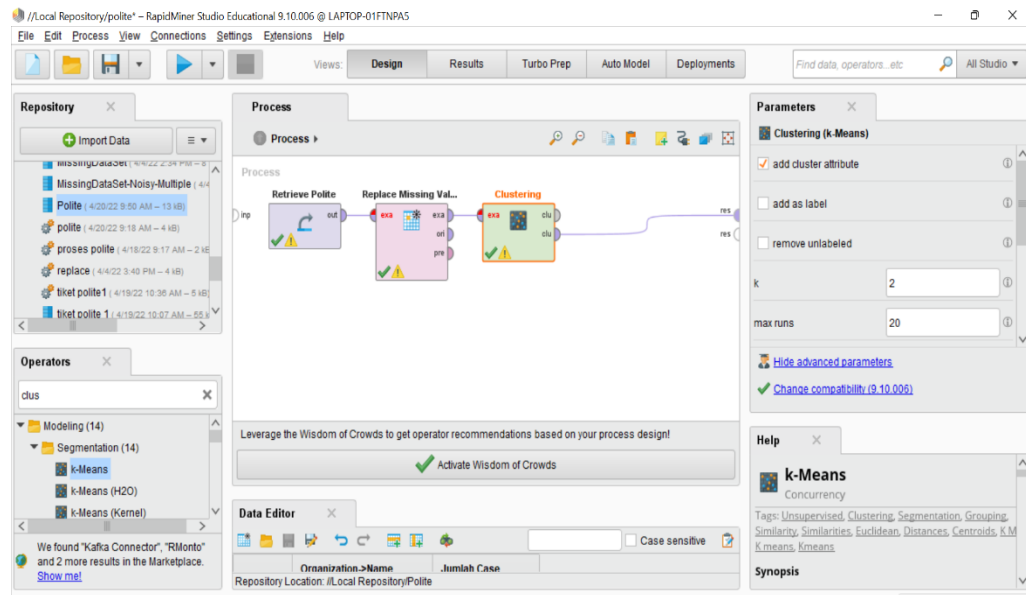 //Local Repository/polite* – RapidMiner Studio Educational 9.10.006 @ LAPTOP-01FTNPA5
File Edit Process View Connections Settings Extensions Help
Views: Design Results Turbo Prep Auto Model Deployments
Find data, operators...etc
All Studio
Repository
Import Data
MissingDataSet ( 4/4/22 2:34 PM – 8
MissingDataSet-Noisy-Multiple ( 4/4
Polite ( 4/20/22 9:50 AM – 13 kB)
polite ( 4/20/22 9:18 AM – 4 kB)
proses polite ( 4/18/22 9:17 AM – 2 kB
replace ( 4/4/22 3:40 PM – 4 kB)
tiket polite1 ( 4/19/22 10:36 AM – 5 kB)
tiket polite 1 ( 4/19/22 10:07 AM – 55 k
Operators
clus
Modeling (14)
Segmentation (14)
k-Means
k-Means (H2O)
k-Means (Kernel)
We found "Kafka Connector", "RMonto"
and 2 more results in the Marketplace.
Show me!
Process
Process
Process
Retrieve Polite
Replace Missing Val...
Clustering
inp
out
exa
exa
ori
pre
exa
clu
clu
res
res
Leverage the Wisdom of Crowds to get operator recommendations based on your process design!
Activate Wisdom of Crowds
Data Editor
Case sensitive
Organization->Name Jumlah Case
Repository Location: //Local Repository/Polite
Parameters
Clustering (k-Means)
add cluster attribute
add as label
remove unlabeled
k 2
max runs 20
Hide advanced parameters
Change compatibility (9.10.006)
Help
k-Means
Concurrency
Tags: Unsupervised, Clustering, Segmentation, Grouping,
Similarity, Similarities, Euclidean, Distances, Centroids, K M
K means, Kmeans
Synopsis